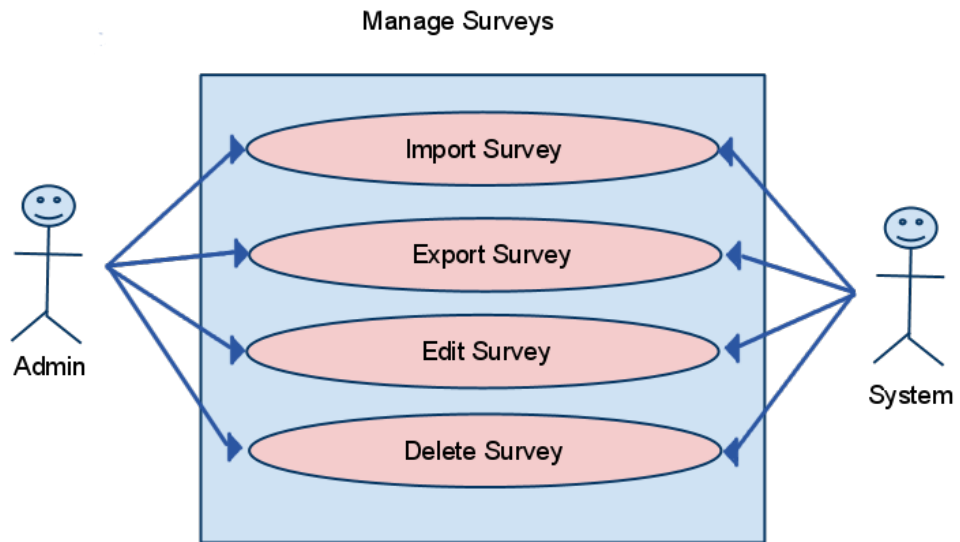 Manage Surveys
Import Survey
Export Survey
Edit Survey
Delete Survey
Admin
System